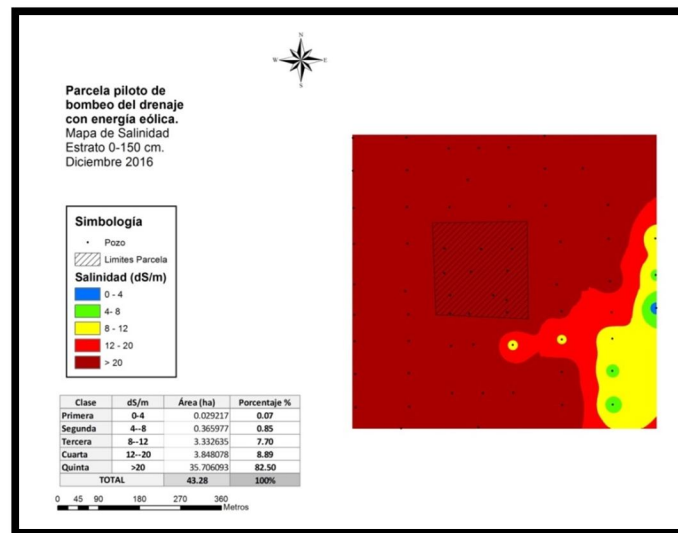 N
W E
S
Parcela piloto de
bombeo del drenaje
con energía eólica.
Mapa de Salinidad
Estrato 0-150 cm.
Diciembre 2016
Simbología
Pozo
Limites Parcela
Salinidad (dS/m)
0 - 4
4- 8
8 - 12
12 - 20
> 20
Clase dS/m Área (ha) Porcentaje %
Primera 0-4 0.029217 0.07
Segunda 4--8 0.365977 0.85
Tercera 8--12 3.332635 7.70
Cuarta 12--20 3.848078 8.89
Quinta >20 35.706093 82.50
TOTAL 43.28 100%
0 45 90 180 270 360
Metros